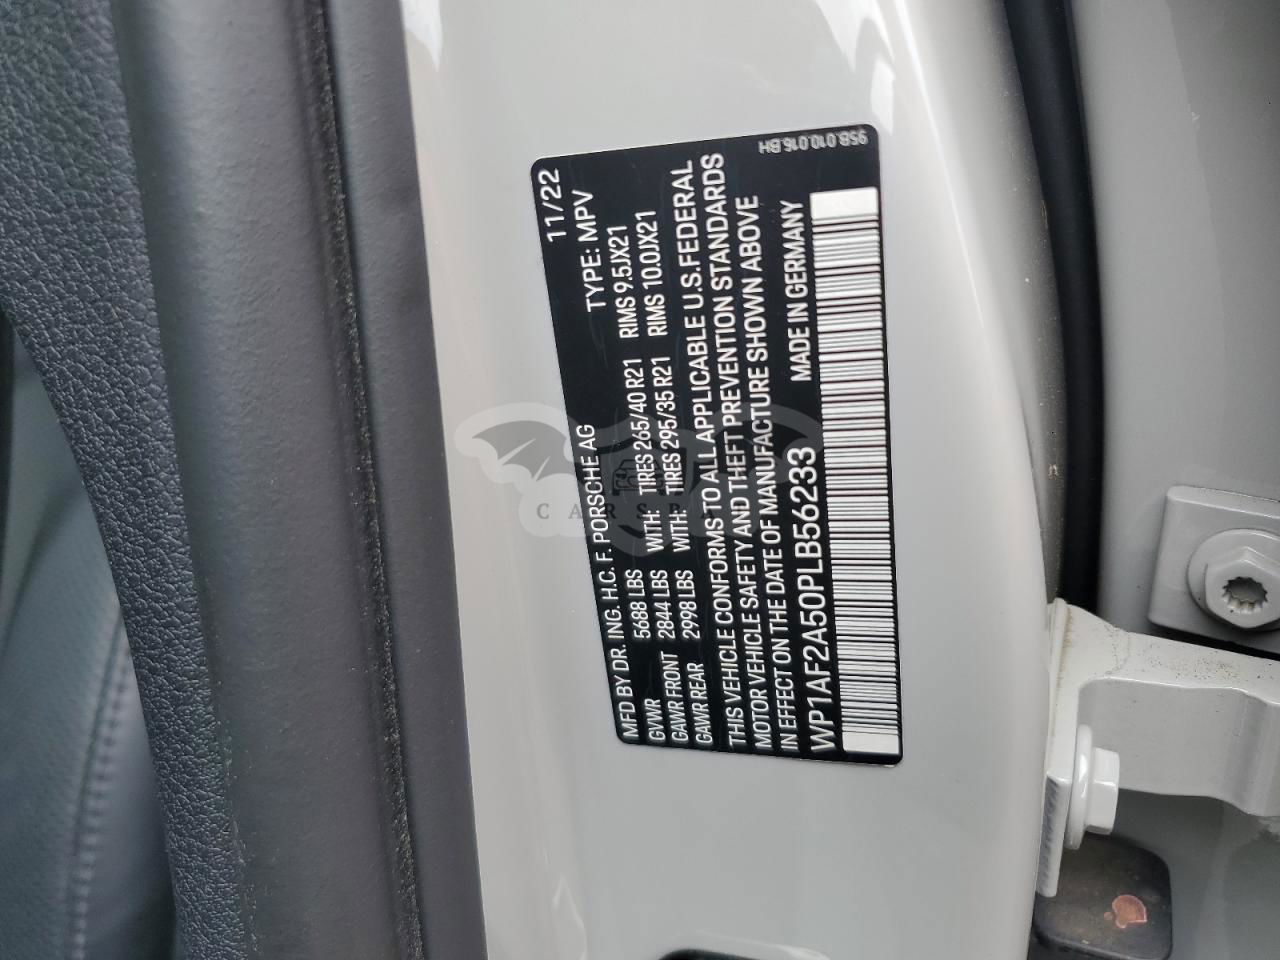 11/22
MFD BY DR. ING. H.C. F. PORSCHE AG TYPE: MPV
GVWR 5688 LBS
GAWR FRONT 2844 LBS WITH: TIRES 265/40 R21 RIMS 9.5JX21
GAWR REAR 2998 LBS WITH: TIRES 295/35 R21 RIMS 10.0JX21
THIS VEHICLE CONFORMS TO ALL APPLICABLE U.S.FEDERAL
MOTOR VEHICLE SAFETY AND THEFT PREVENTION STANDARDS
IN EFFECT ON THE DATE OF MANUFACTURE SHOWN ABOVE
MADE IN GERMANY
WP1AF2A50PLB56233
95B.010.016.BH